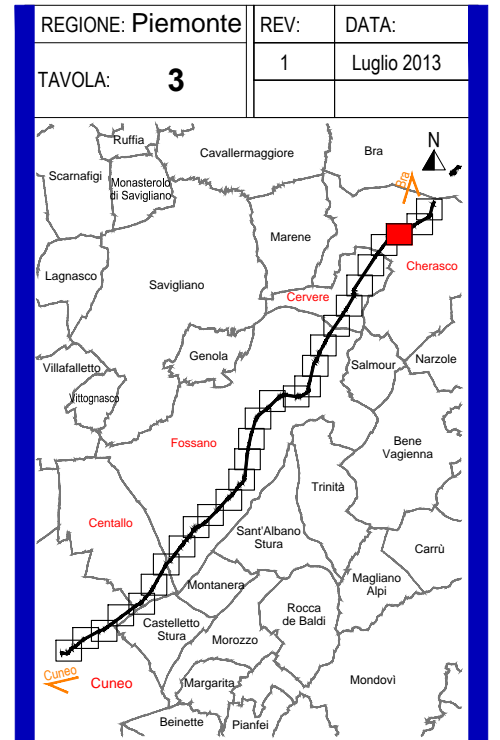 REGIONE: Piemonte
REV:
DATA:
TAVOLA: 3
1
Luglio 2013
Ruffia
Cavallermaggiore
Bra
N
Scarnafigi
Monasterolo
di Savigliano
Bra
Marene
Cherasco
Lagnasco
Savigliano
Cervere
Villafalletto
Genola
Salmour
Narzole
Vittognasco
Fossano
Bene
Vagienna
Trinità
Centallo
Sant'Albano
Stura
Carrù
Montanera
Magliano
Alpi
Castelletto
Stura
Rocca
de Baldi
Morozzo
Cuneo
Cuneo
Margarita
Mondovì
Beinette
Pianfei